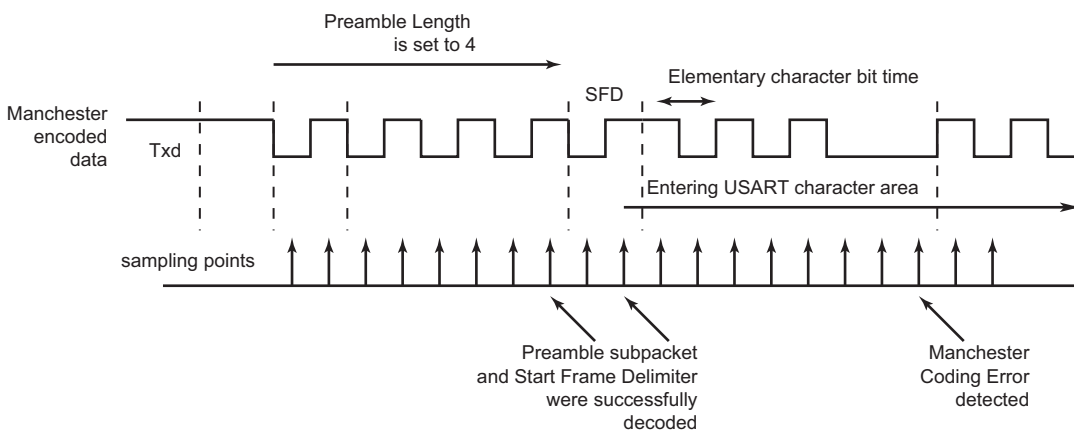 Preamble Length
is set to 4
SFD
Elementary character bit time
Manchester
encoded
data
Txd
Entering USART character area
sampling points
Preamble subpacket
and Start Frame Delimiter
were successfully
decoded
Manchester
Coding Error
detected